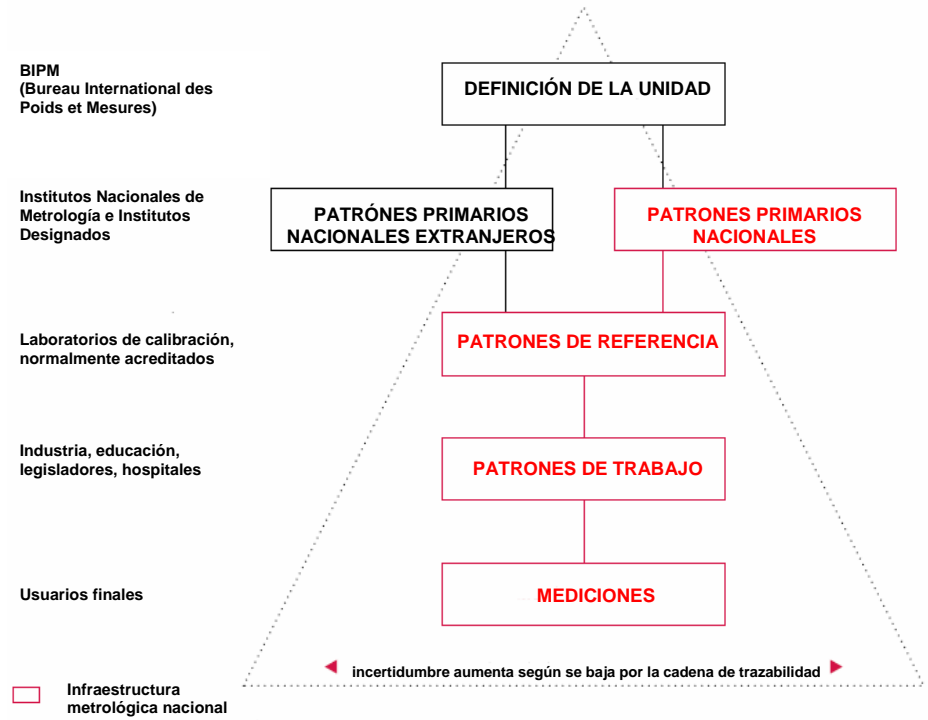 BIPM
(Bureau International des
Poids et Mesures)
DEFINICIÓN DE LA UNIDAD
Institutos Nacionales de
Metrología e Institutos
Designados
PATRÓNES PRIMARIOS
NACIONALES EXTRANJEROS
PATRONES PRIMARIOS
NACIONALES
Laboratorios de calibración,
normalmente acreditados
PATRONES DE REFERENCIA
Industria, educación,
legisladores, hospitales
PATRONES DE TRABAJO
Usuarios finales
MEDICIONES
incertidumbre aumenta según se baja por la cadena de trazabilidad
Infraestructura
metrológica nacional